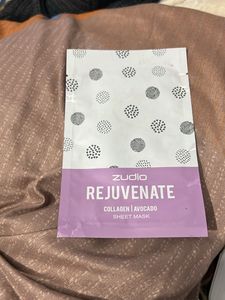 zudio
REJUVENATE
COLLAGEN | AVOCADO
SHEET MASK